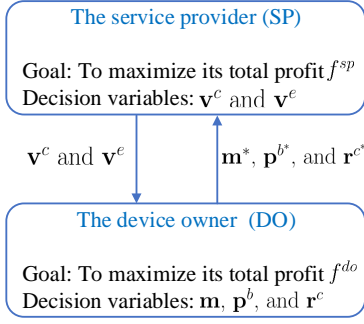 The service provider (SP)
Goal: To maximize its total profit f^{sp}
Decision variables: v^c and v^e
v^c and v^e
m^*, p^{b*}, and r^{c*}
The device owner (DO)
Goal: To maximize its total profit f^{do}
Decision variables: m, p^b, and r^c